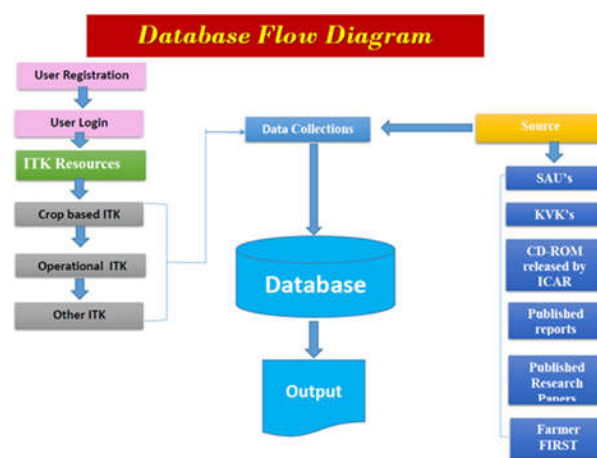 Database Flow Diagram
User Registration
User Login
ITK Resources
Crop based ITK
Operational ITK
Other ITK
Data Collections
Database
Output
Source
SAU's
KVK's
CD-ROM
released by
ICAR
Published
reports
Published
Research
Papers
Farmer
FIRST